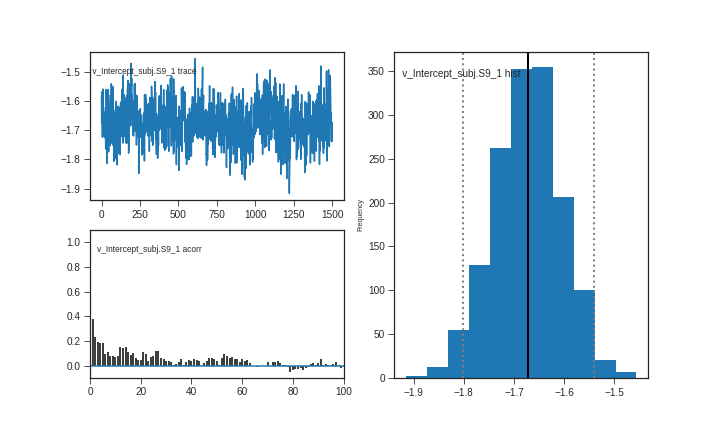 v_Intercept_subj.S9_1 trace
−1.5
−1.6
−1.7
−1.8
−1.9
0 250 500 750 1000 1250 1500
v_Intercept_subj.S9_1 acorr
1.0
0.8
0.6
0.4
0.2
0.0
0 20 40 60 80 100
v_Intercept_subj.S9_1 hist
Frequency
350
300
250
200
150
100
50
0
−1.9 −1.8 −1.7 −1.6 −1.5